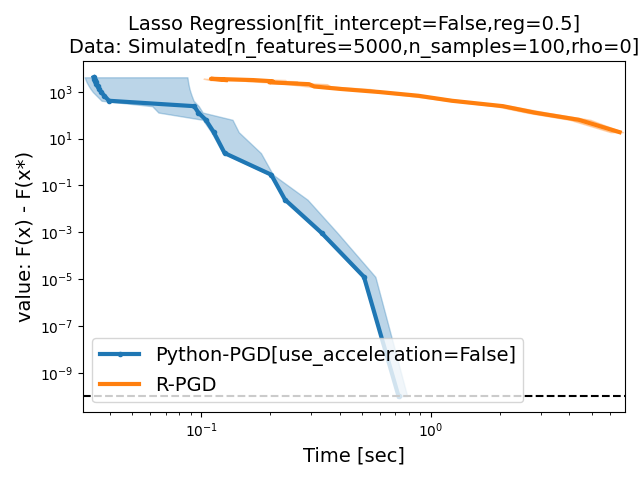 Lasso Regression[fit_intercept=False,reg=0.5]
Data: Simulated[n_features=5000,n_samples=100,rho=0]
value: F(x) - F(x*)
10^3
10^1
10^-1
10^-3
10^-5
10^-7
10^-9
Python-PGD[use_acceleration=False]
R-PGD
10^-1
10^0
Time [sec]